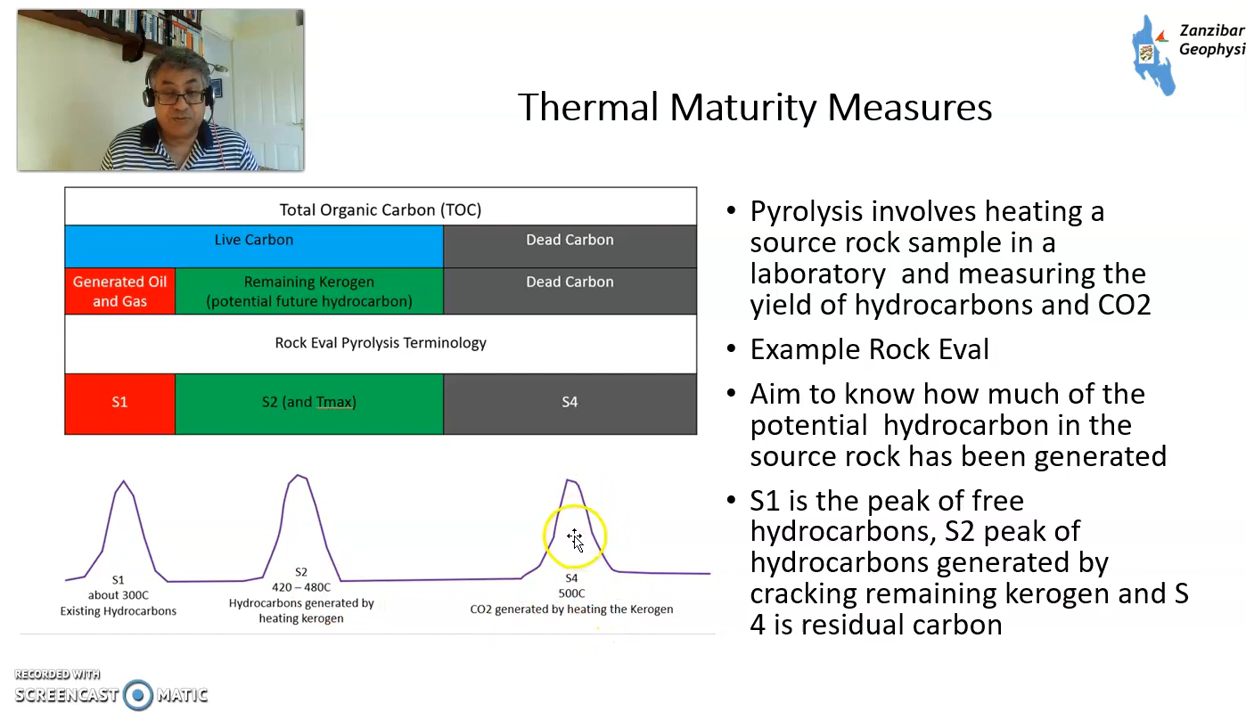 Zanzibar
Geophysi
Thermal Maturity Measures
Total Organic Carbon (TOC)
Live Carbon
Dead Carbon
Generated Oil
and Gas
Remaining Kerogen
(potential future hydrocarbon)
Dead Carbon
Rock Eval Pyrolysis Terminology
S1
S2 (and Tmax)
S4
S1
about 300C
Existing Hydrocarbons
S2
420 – 480C
Hydrocarbons generated by
heating kerogen
S4
500C
CO2 generated by heating the Kerogen
• Pyrolysis involves heating a
source rock sample in a
laboratory and measuring the
yield of hydrocarbons and CO2
• Example Rock Eval
• Aim to know how much of the
potential hydrocarbon in the
source rock has been generated
• S1 is the peak of free
hydrocarbons, S2 peak of
hydrocarbons generated by
cracking remaining kerogen and S
4 is residual carbon
RECORDED WITH
SCREENCAST MATIC